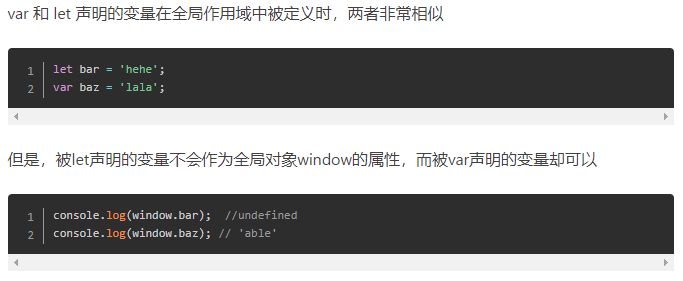 var 和 let 声明的变量在全局作用域中被定义时，两者非常相似
1 let bar = 'hehe';
2 var baz = 'lala';
但是，被let声明的变量不会作为全局对象window的属性，而被var声明的变量却可以
1 console.log(window.bar);  //undefined
2 console.log(window.baz); // 'able'